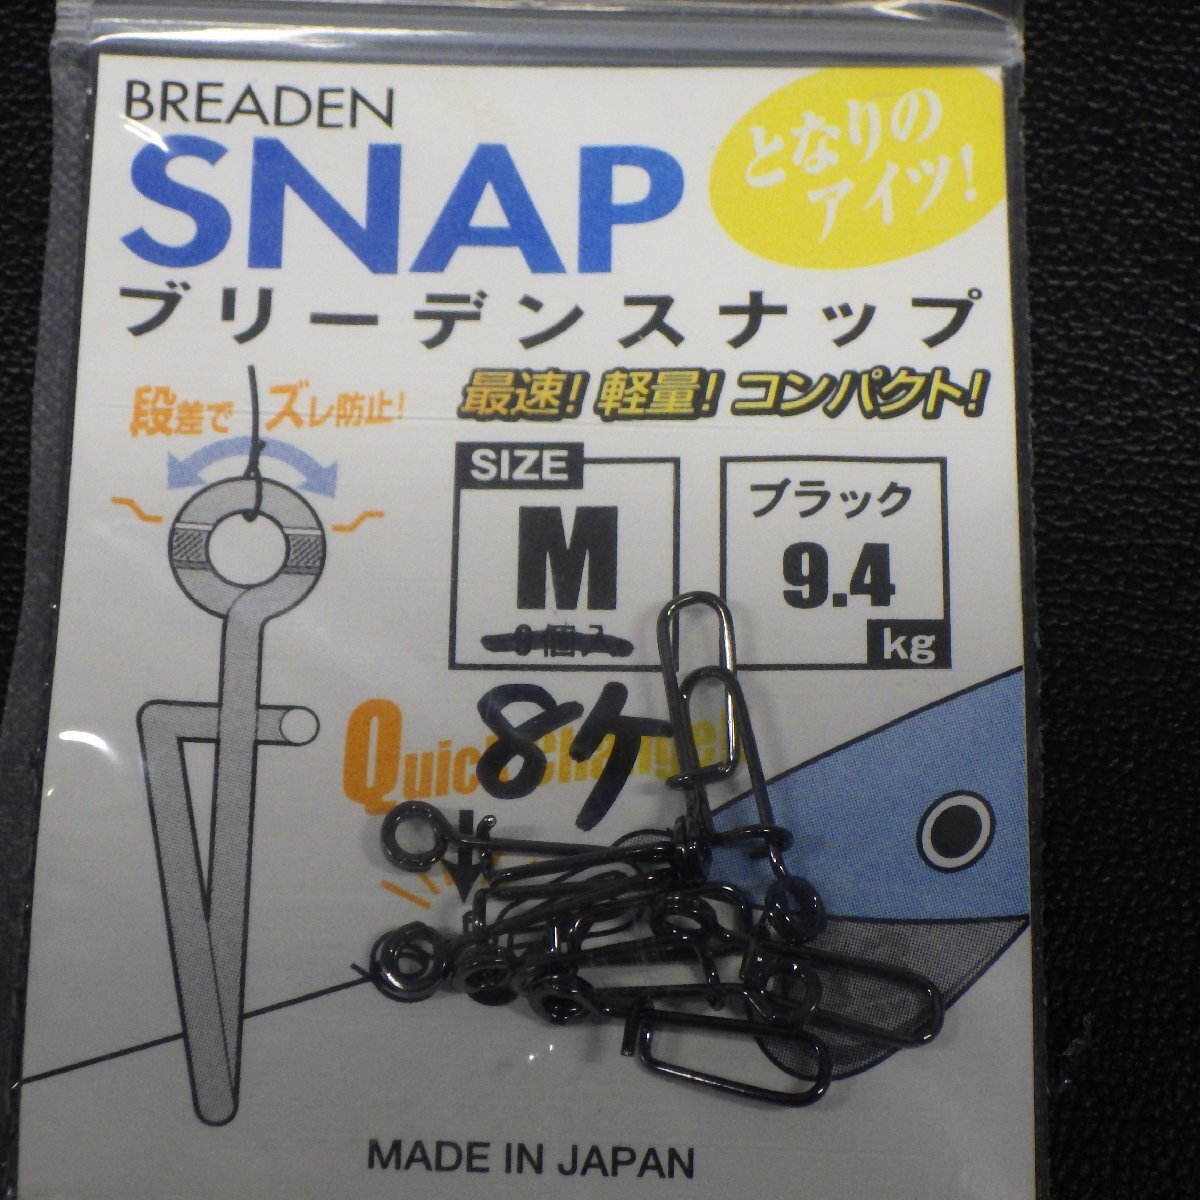 BREADEN
SNAP
となりの
アイツ!
ブリーデンスナップ
段差でズレ防止!
最速! 軽量! コンパクト!
SIZE
M
ブラック
9.4
kg
8ケ
Quick Change!
MADE IN JAPAN